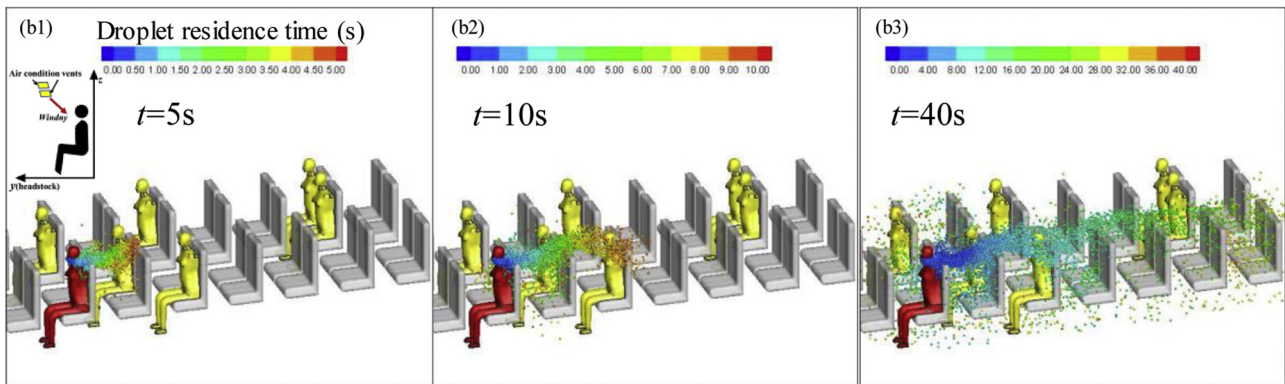 (b1) Droplet residence time (s)
0.00 0.50 1.00 1.50 2.00 2.50 3.00 3.50 4.00 4.50 5.00
Air condition vents
z
Windny
y(headstock)
t=5s
(b2)
0.00 1.00 2.00 3.00 4.00 5.00 6.00 7.00 8.00 9.00 10.00
t=10s
(b3)
0.00 4.00 8.00 12.00 16.00 20.00 24.00 28.00 32.00 36.00 40.00
t=40s